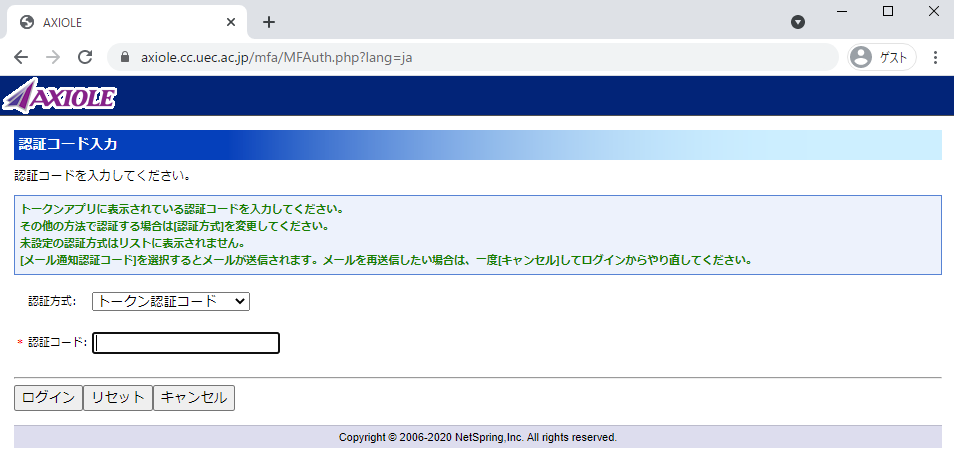 AXIOLE
axiole.cc.uec.ac.jp/mfa/MFAuth.php?lang=ja
ゲスト
AXIOLE
認証コード入力
認証コードを入力してください。
トークンアプリに表示されている認証コードを入力してください。
その他の方法で認証する場合は[認証方式]を変更してください。
未設定の認証方式はリストに表示されません。
[メール通知認証コード]を選択するとメールが送信されます。メールを再送信したい場合は、一度[キャンセル]してログインからやり直してください。
認証方式: トークン認証コード
* 認証コード:
ログイン リセット キャンセル
Copyright © 2006-2020 NetSpring,Inc. All rights reserved.